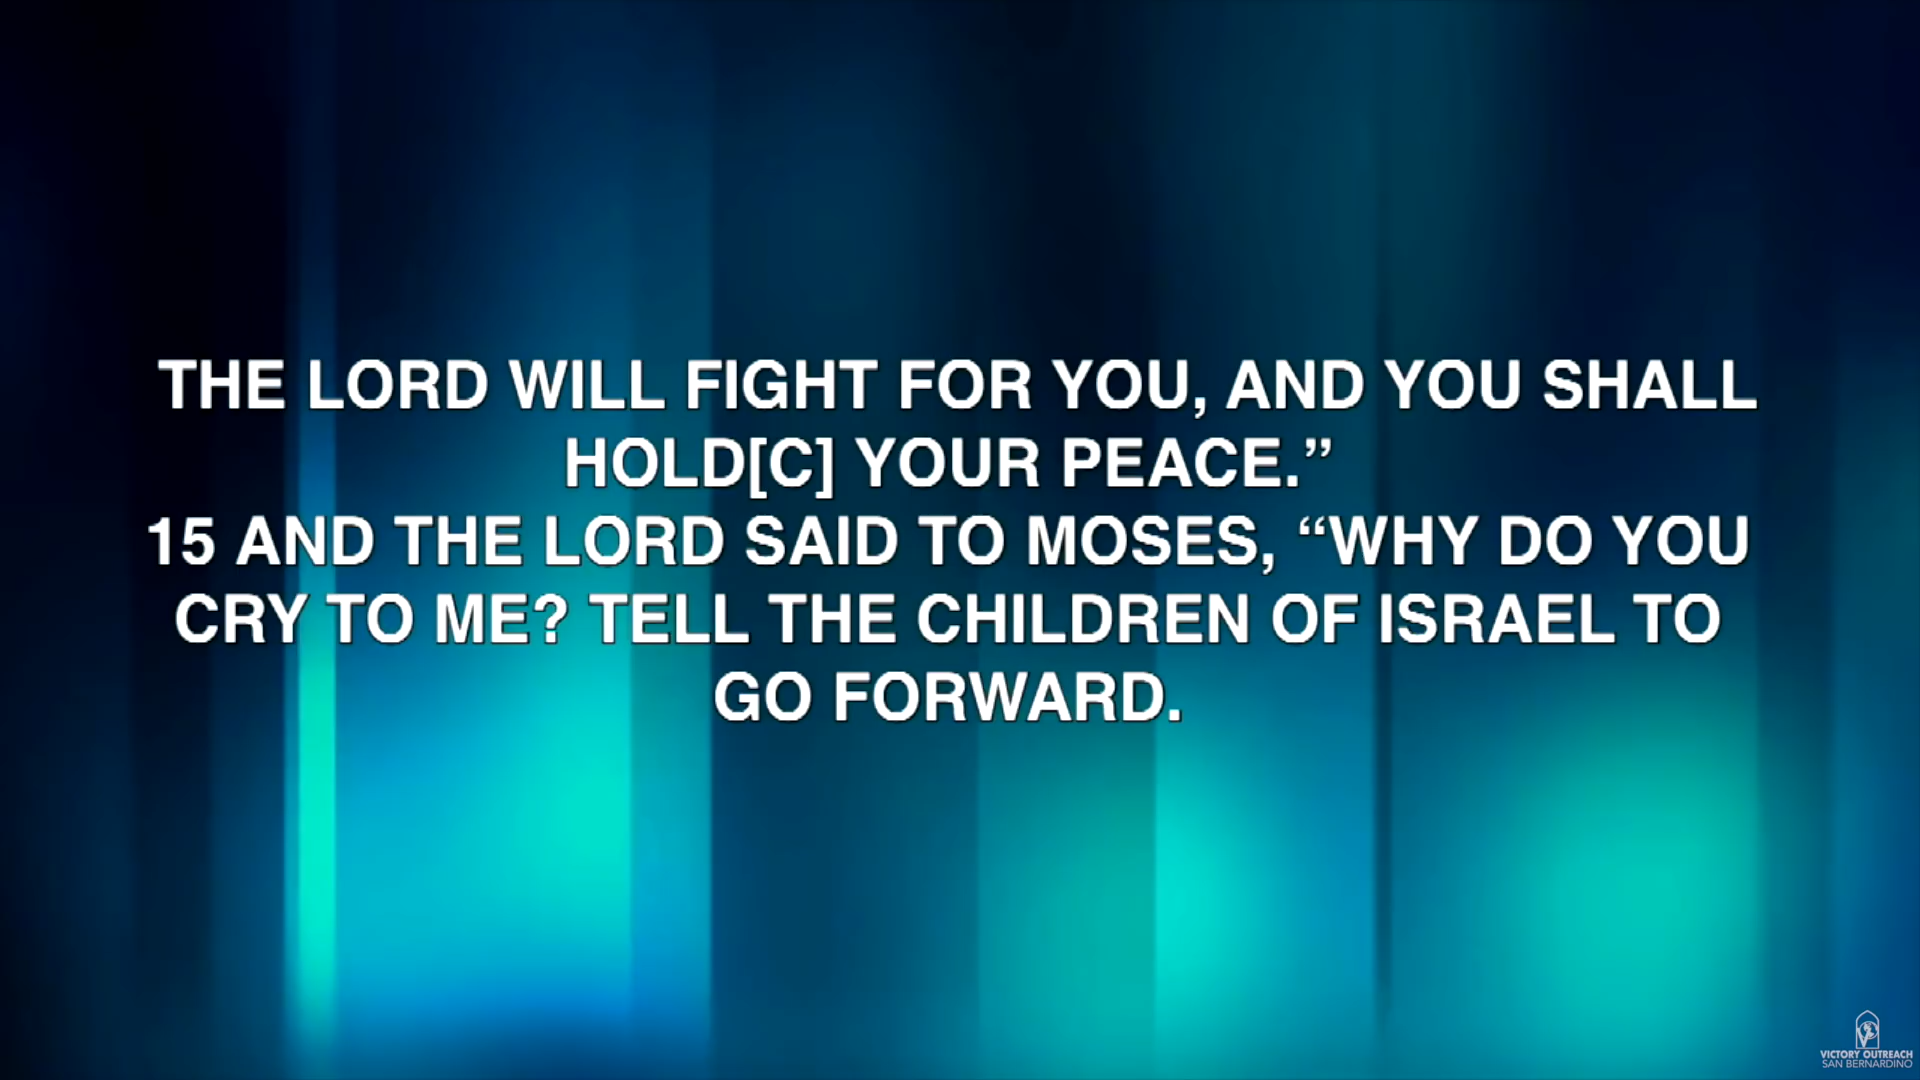 THE LORD WILL FIGHT FOR YOU, AND YOU SHALL
HOLD[C] YOUR PEACE.”
15 AND THE LORD SAID TO MOSES, “WHY DO YOU
CRY TO ME? TELL THE CHILDREN OF ISRAEL TO
GO FORWARD.
VICTORY OUTREACH
SAN BERNARDINO